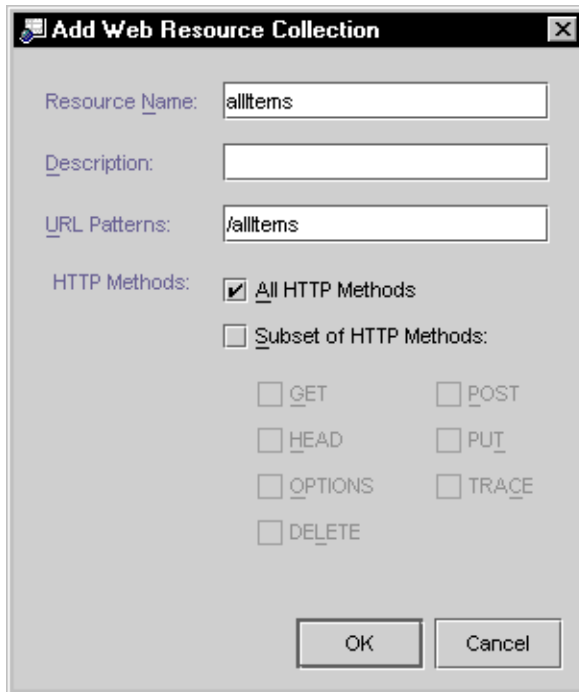 Add Web Resource Collection
Resource Name: allItems
Description:
URL Patterns: /allItems
HTTP Methods: All HTTP Methods
Subset of HTTP Methods:
GET POST
HEAD PUT
OPTIONS TRACE
DELETE
OK Cancel